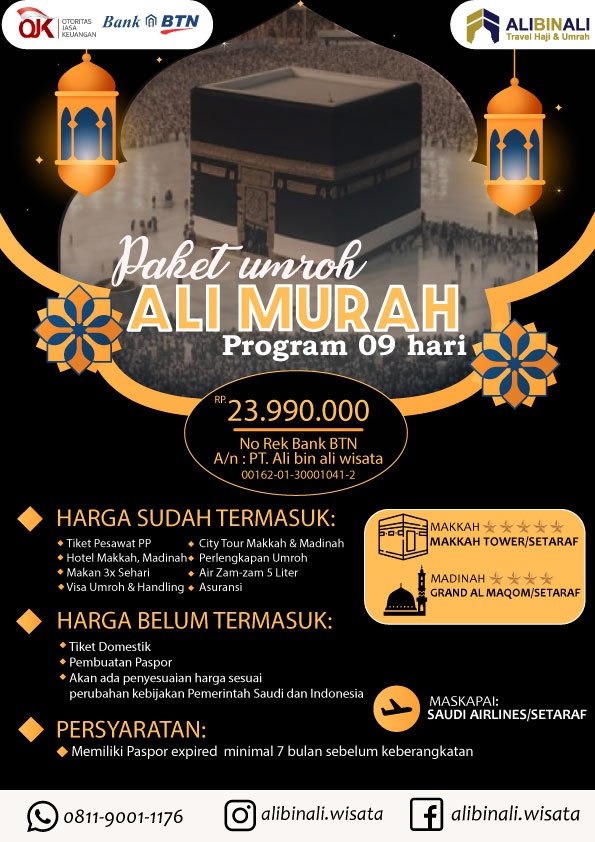 OJK OTORITAS
JASA
KEUANGAN
Bank BTN
ALIBINALI
Travel Haji & Umrah
Paket umroh
ALI MURAH
Program 09 hari
RP. 23.990.000
No Rek Bank BTN
A/n : PT. Ali bin ali wisata
00162-01-30001041-2
HARGA SUDAH TERMASUK:
Tiket Pesawat PP
Hotel Makkah, Madinah
Makan 3x Sehari
Visa Umroh & Handling
City Tour Makkah & Madinah
Perlengkapan Umroh
Air Zam-zam 5 Liter
Asuransi
MAKKAH
MAKKAH TOWER/SETARAF
MADINAH
GRAND AL MAQOM/SETARAF
HARGA BELUM TERMASUK:
Tiket Domestik
Pembuatan Paspor
Akan ada penyesuaian harga sesuai
perubahan kebijakan Pemerintah Saudi dan Indonesia
MASKAPAI:
SAUDI AIRLINES/SETARAF
PERSYARATAN:
Memiliki Paspor expired minimal 7 bulan sebelum keberangkatan
0811-9001-1176
alibinali.wisata
alibinali.wisata